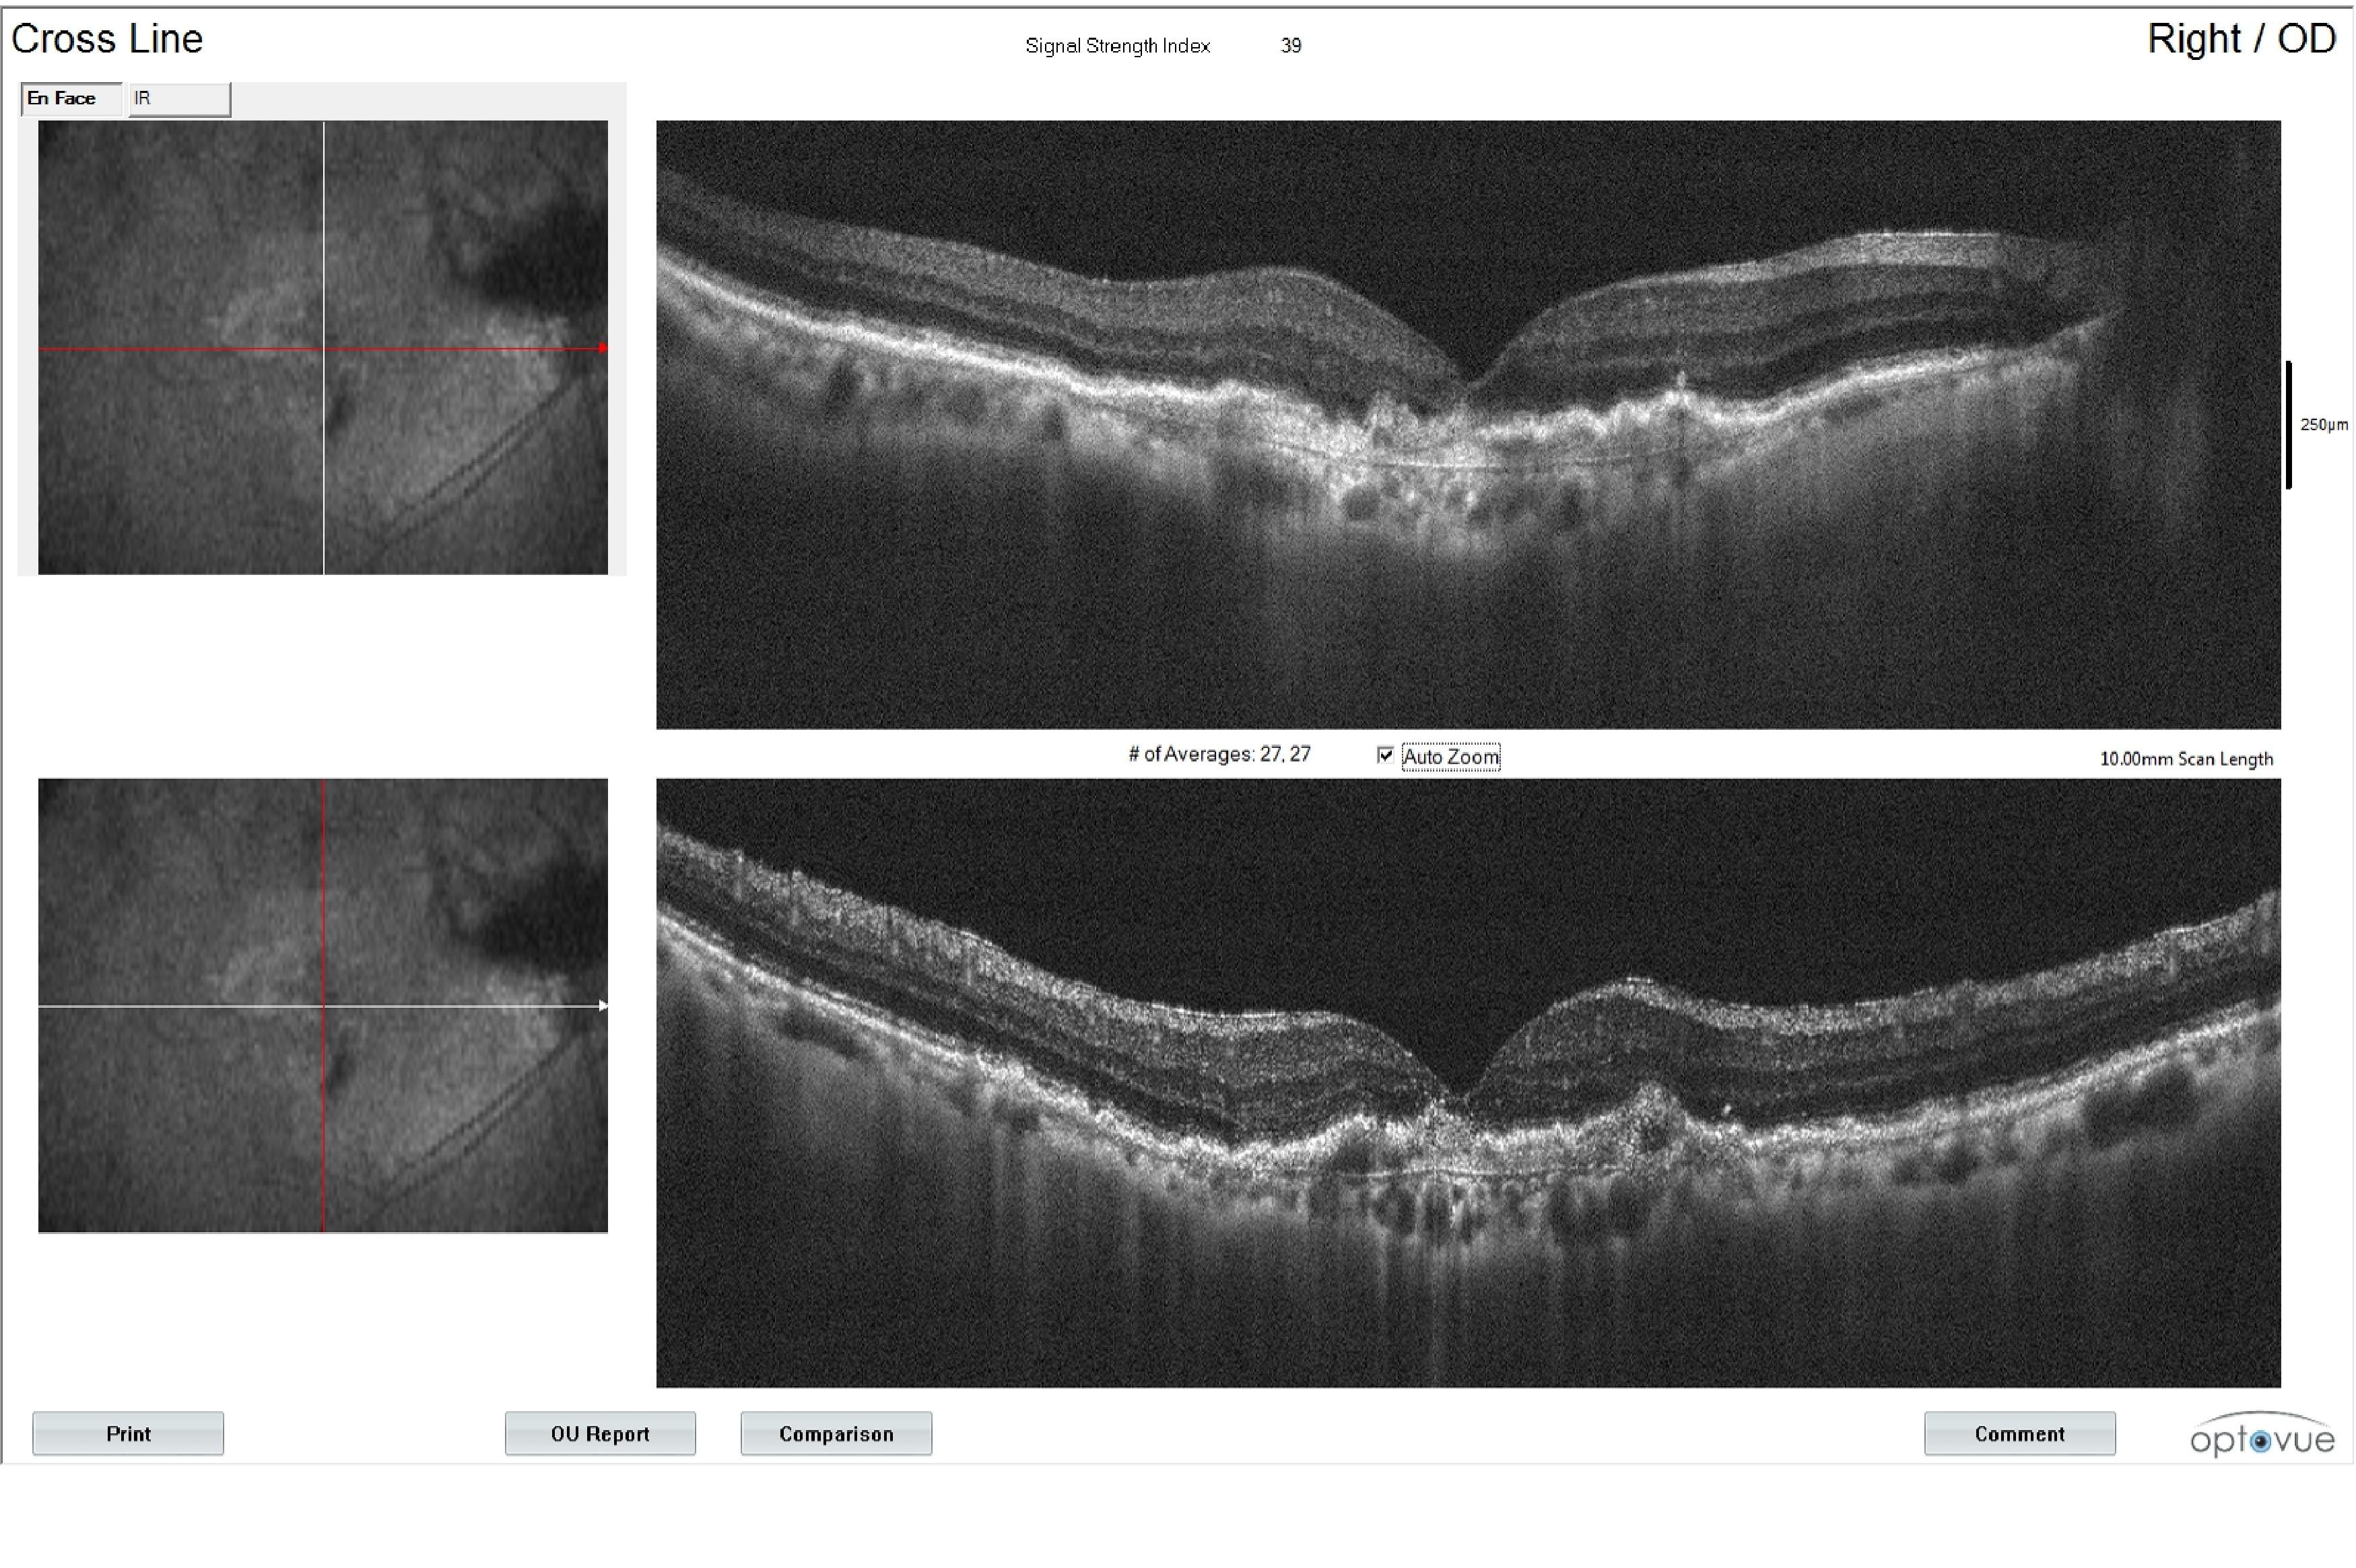 Cross Line
Signal Strength Index 39
Right / OD
En Face IR
250µm
# of Averages: 27, 27
Auto Zoom
10.00mm Scan Length
Print
OU Report
Comparison
Comment
optovue